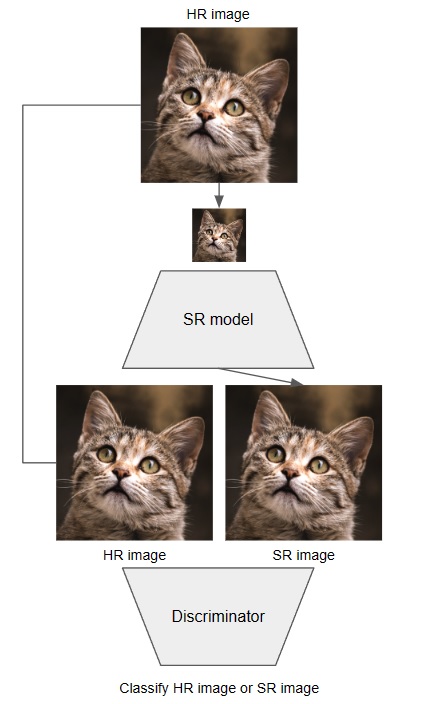 HR image
SR model
HR image
SR image
Discriminator
Classify HR image or SR image